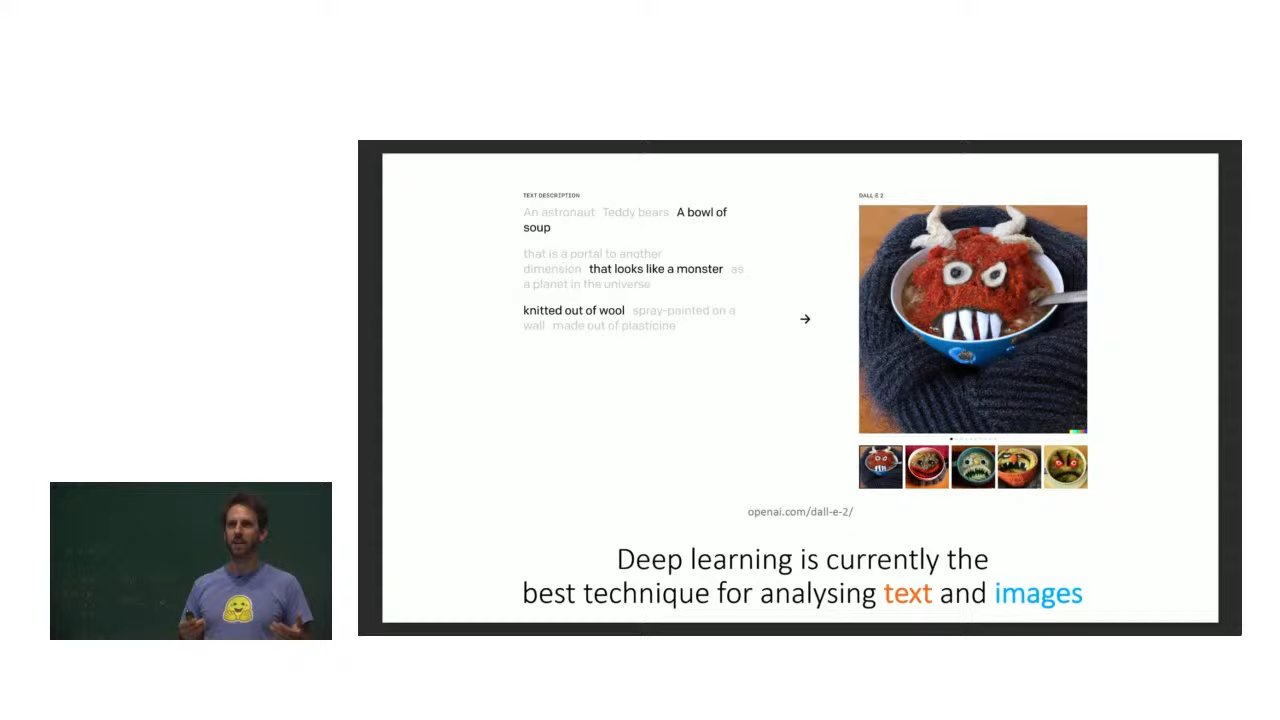 TEXT DESCRIPTION
An astronaut Teddy bears A bowl of
soup
that is a portal to another
dimension that looks like a monster as
a planet in the universe
knitted out of wool spray-painted on a
wall made out of plasticine
→
DALL·E 2
openai.com/dall-e-2/
Deep learning is currently the
best technique for analysing text and images